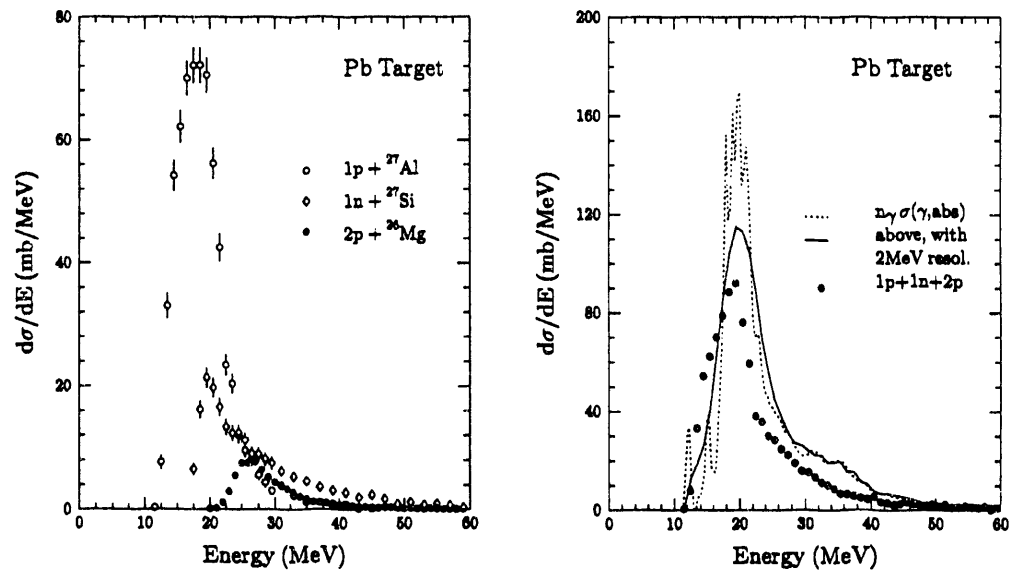 80
60
40
20
0
0
10
20
30
40
50
60
dσ/dE (mb/MeV)
Energy (MeV)
Pb Target
1p + ²⁷Al
1n + ²⁷Si
2p + ²⁶Mg
200
160
120
80
40
0
0
10
20
30
40
50
60
dσ/dE (mb/MeV)
Energy (MeV)
Pb Target
nᵧσ(γ,abs)
above, with
2MeV resol.
1p+1n+2p